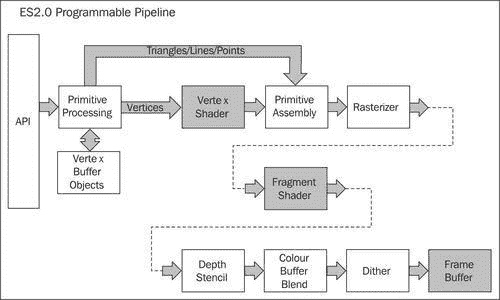 ES2.0 Programmable Pipeline
Triangles/Lines/Points
API
Primitive
Processing
Vertices
Verte x
Shader
Primitive
Assembly
Rasterizer
Verte x
Buffer
Objects
Fragment
Shader
Depth
Stencil
Colour
Buffer
Blend
Dither
Frame
Buffer